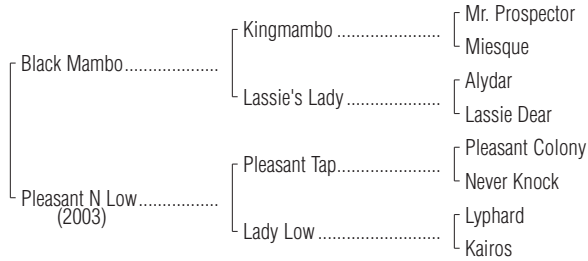 Mr. Prospector
Kingmambo ........................
Miesque
Black Mambo......................
Alydar
Lassie's Lady ......................
Lassie Dear
Pleasant Colony
Pleasant Tap........................
Never Knock
Pleasant N Low..................
(2003)
Lyphard
Lady Low ............................
Kairos